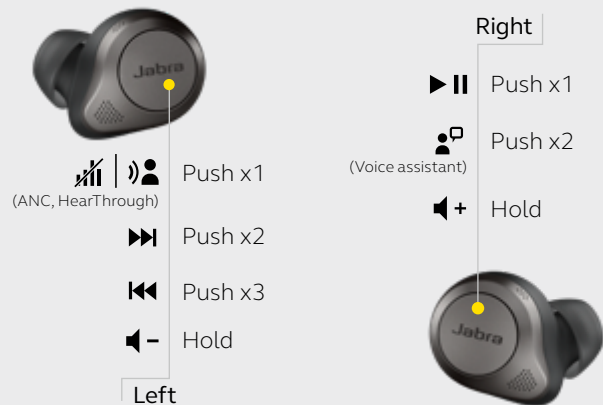 Jabra
(ANC, HearThrough)
Push x1
Push x2
Push x3
Hold
Left
Right
Push x1
Push x2
(Voice assistant)
Hold
Jabra